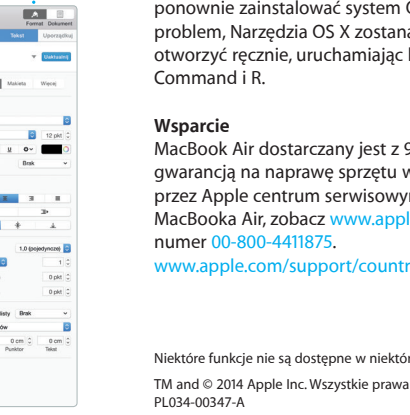 Format Dokument
Tekst Uporządkuj
Uaktualnij
Makieta Więcej
12 pkt
U
Brak
1,0 (pojedyncze)
1
0 pkt
0 pkt
listy Brak
ów
0 cm 0 cm
Punktor Tekst
ponownie zainstalować system
problem, Narzędzia OS X zostaną
otworzyć ręcznie, uruchamiając
Command i R.
Wsparcie
MacBook Air dostarczany jest z 9
gwarancją na naprawę sprzętu w
przez Apple centrum serwisowy
MacBooka Air, zobacz www.appl
numer 00-800-4411875.
www.apple.com/support/countr
Niektóre funkcje nie są dostępne w niektó
TM and © 2014 Apple Inc. Wszystkie prawa
PL034-00347-A